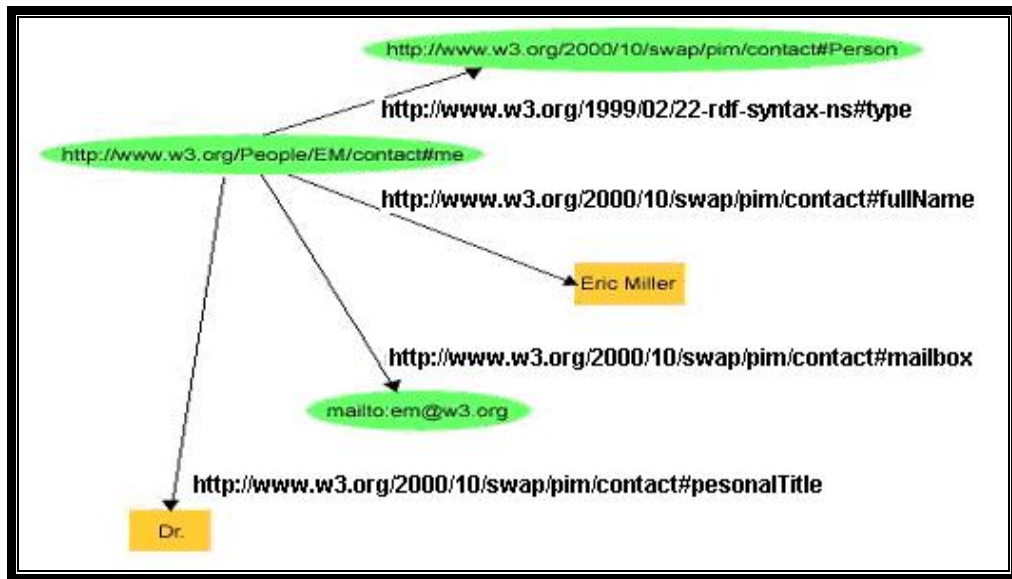 http://www.w3.org/2000/10/swap/pim/contact#Person
http://www.w3.org/1999/02/22-rdf-syntax-ns#type
http://www.w3.org/People/EM/contact#me
http://www.w3.org/2000/10/swap/pim/contact#fullName
Eric Miller
http://www.w3.org/2000/10/swap/pim/contact#mailbox
mailto:em@w3.org
http://www.w3.org/2000/10/swap/pim/contact#pesonalTitle
Dr.